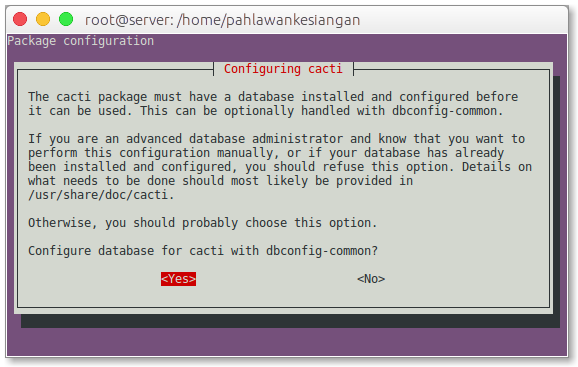 root@server: /home/pahlawankesiangan
Package configuration
Configuring cacti
The cacti package must have a database installed and configured before
it can be used. This can be optionally handled with dbconfig-common.
If you are an advanced database administrator and know that you want to
perform this configuration manually, or if your database has already
been installed and configured, you should refuse this option. Details on
what needs to be done should most likely be provided in
/usr/share/doc/cacti.
Otherwise, you should probably choose this option.
Configure database for cacti with dbconfig-common?
<Yes> <No>